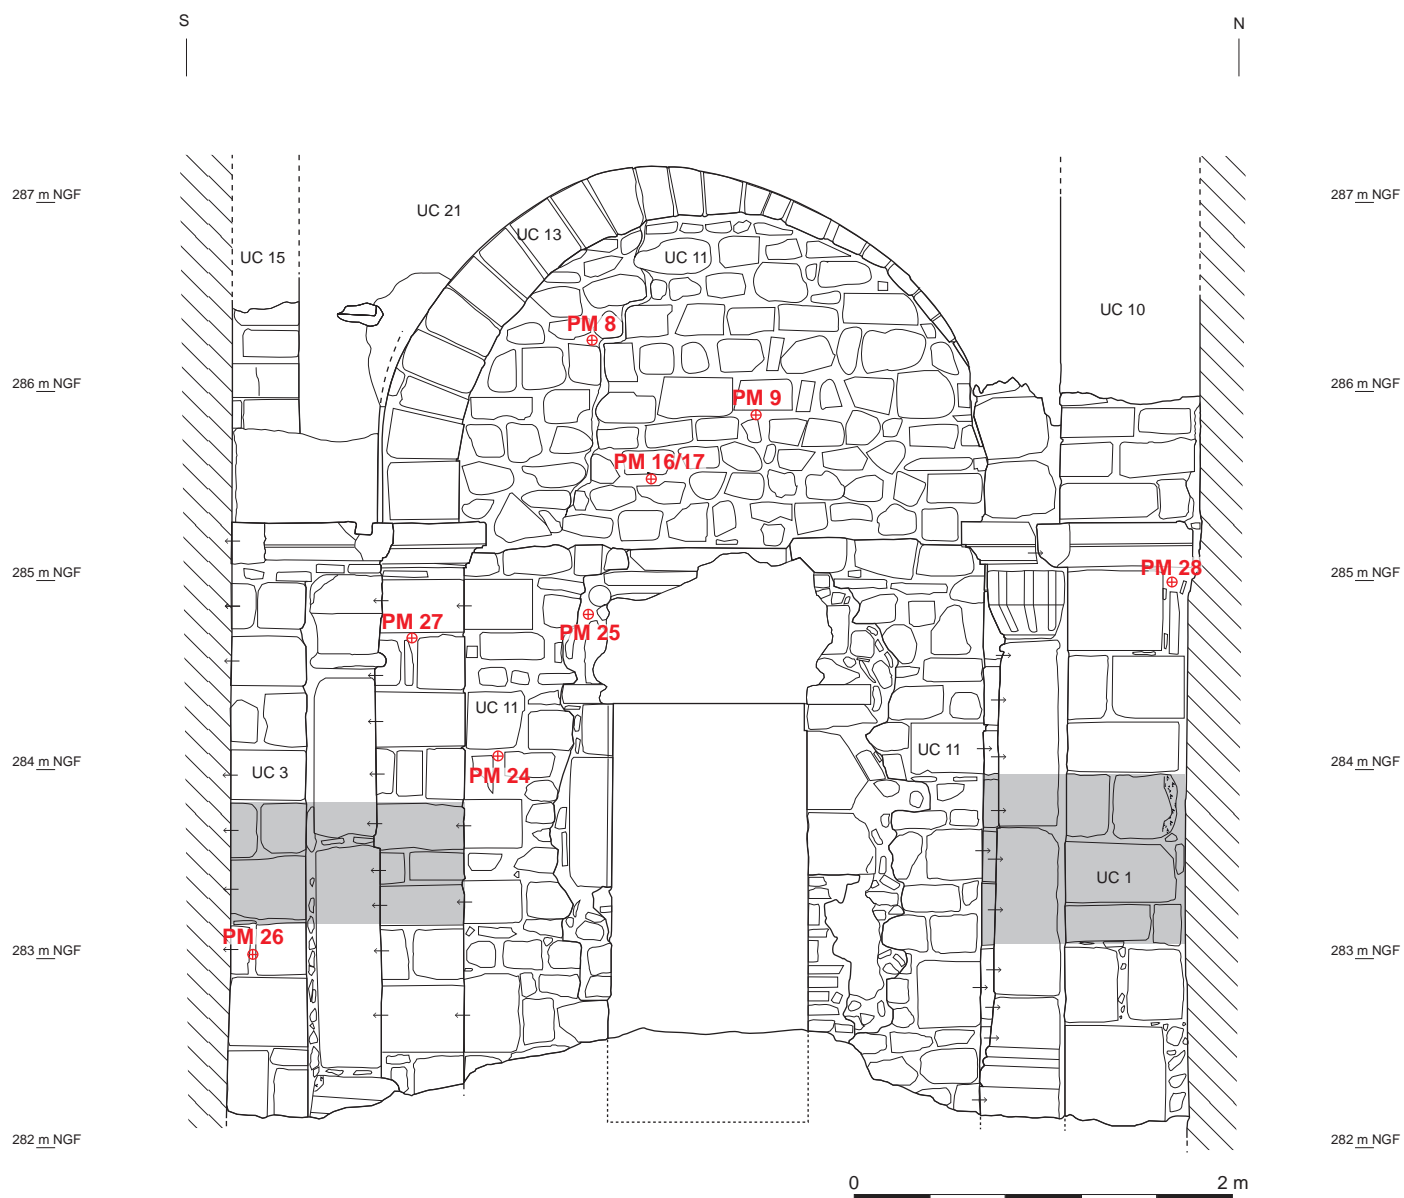 S N
287 m NGF 287 m NGF
UC 21
UC 13
UC 15 UC 11
UC 10
PM 8
286 m NGF 286 m NGF
PM 9
PM 16/17
285 m NGF PM 28 285 m NGF
PM 27 PM 25
UC 11
UC 11
284 m NGF 284 m NGF
UC 3 PM 24
UC 1
PM 26
283 m NGF 283 m NGF
282 m NGF 282 m NGF
0 2 m